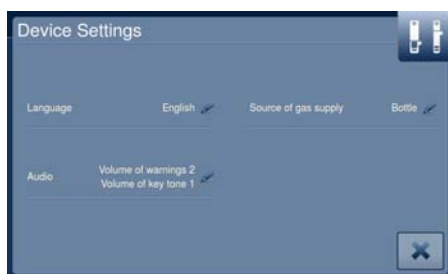 Device Settings
Language English Source of gas supply Bottle
Audio Volume of warnings 2
Volume of key tone 1